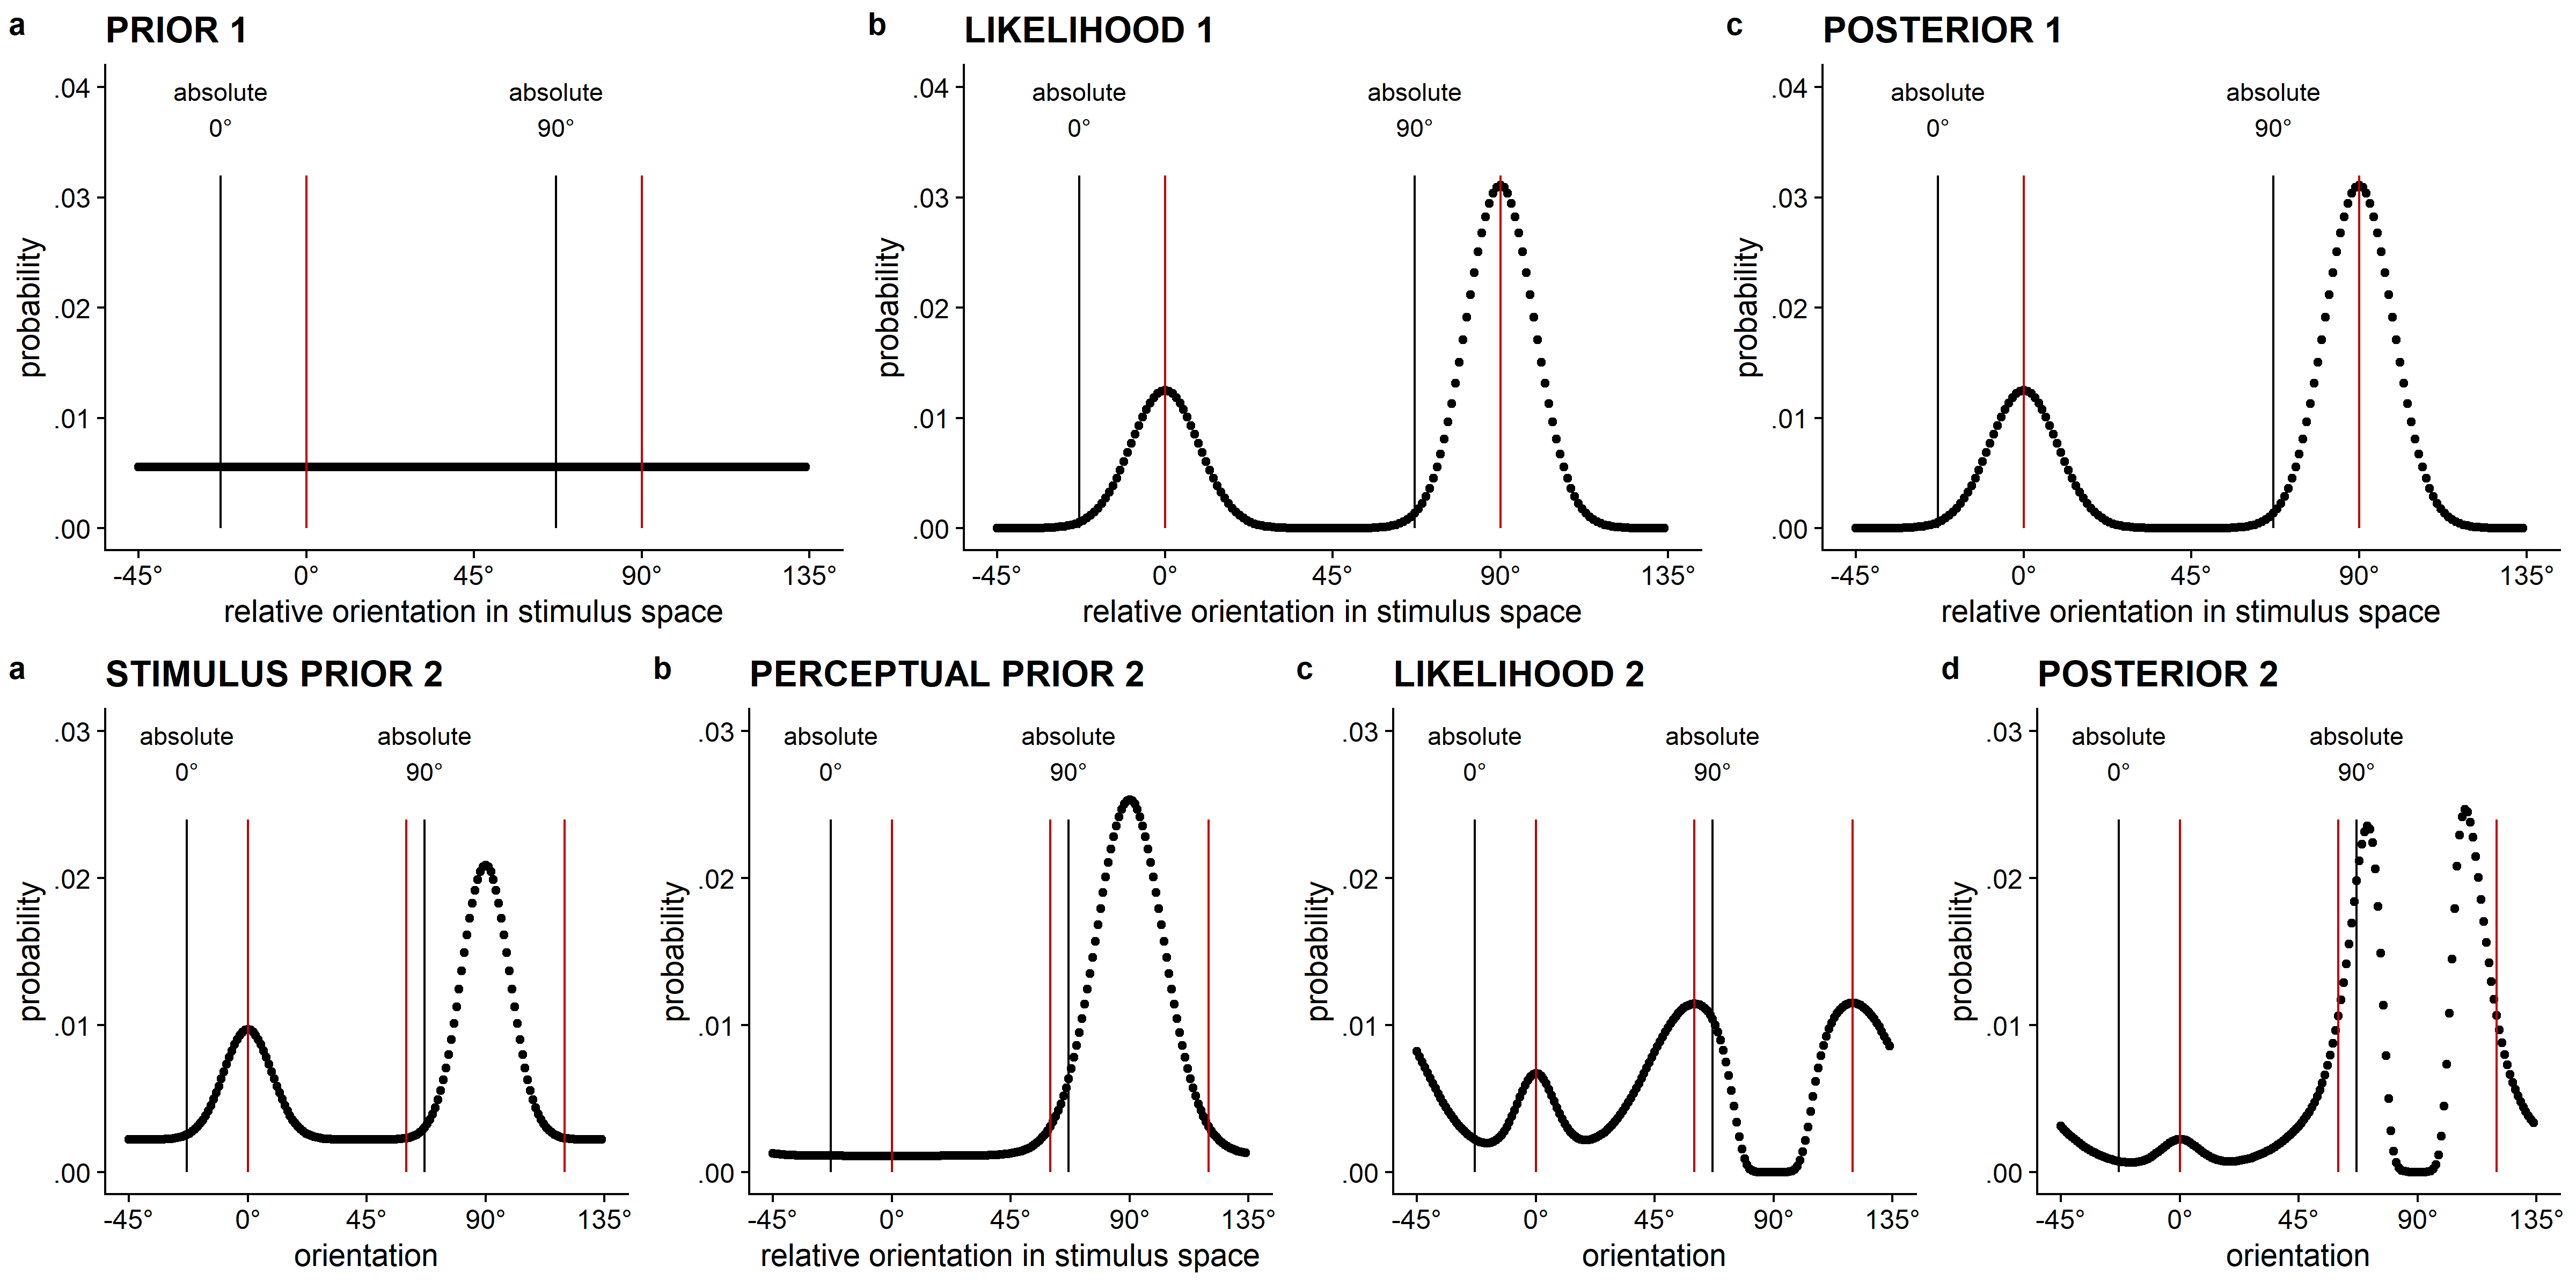 a PRIOR 1
.04
.03
.02
.01
.00
probability
absolute
0°
absolute
90°
-45° 0° 45° 90° 135°
relative orientation in stimulus space
b LIKELIHOOD 1
.04
.03
.02
.01
.00
probability
absolute
0°
absolute
90°
-45° 0° 45° 90° 135°
relative orientation in stimulus space
c POSTERIOR 1
.04
.03
.02
.01
.00
probability
absolute
0°
absolute
90°
-45° 0° 45° 90° 135°
relative orientation in stimulus space
a STIMULUS PRIOR 2
.03
.02
.01
.00
probability
absolute
0°
absolute
90°
-45° 0° 45° 90° 135°
orientation
b PERCEPTUAL PRIOR 2
.03
.02
.01
.00
probability
absolute
0°
absolute
90°
-45° 0° 45° 90° 135°
relative orientation in stimulus space
c LIKELIHOOD 2
.03
.02
.01
.00
probability
absolute
0°
absolute
90°
-45° 0° 45° 90° 135°
orientation
d POSTERIOR 2
.03
.02
.01
.00
probability
absolute
0°
absolute
90°
-45° 0° 45° 90° 135°
orientation